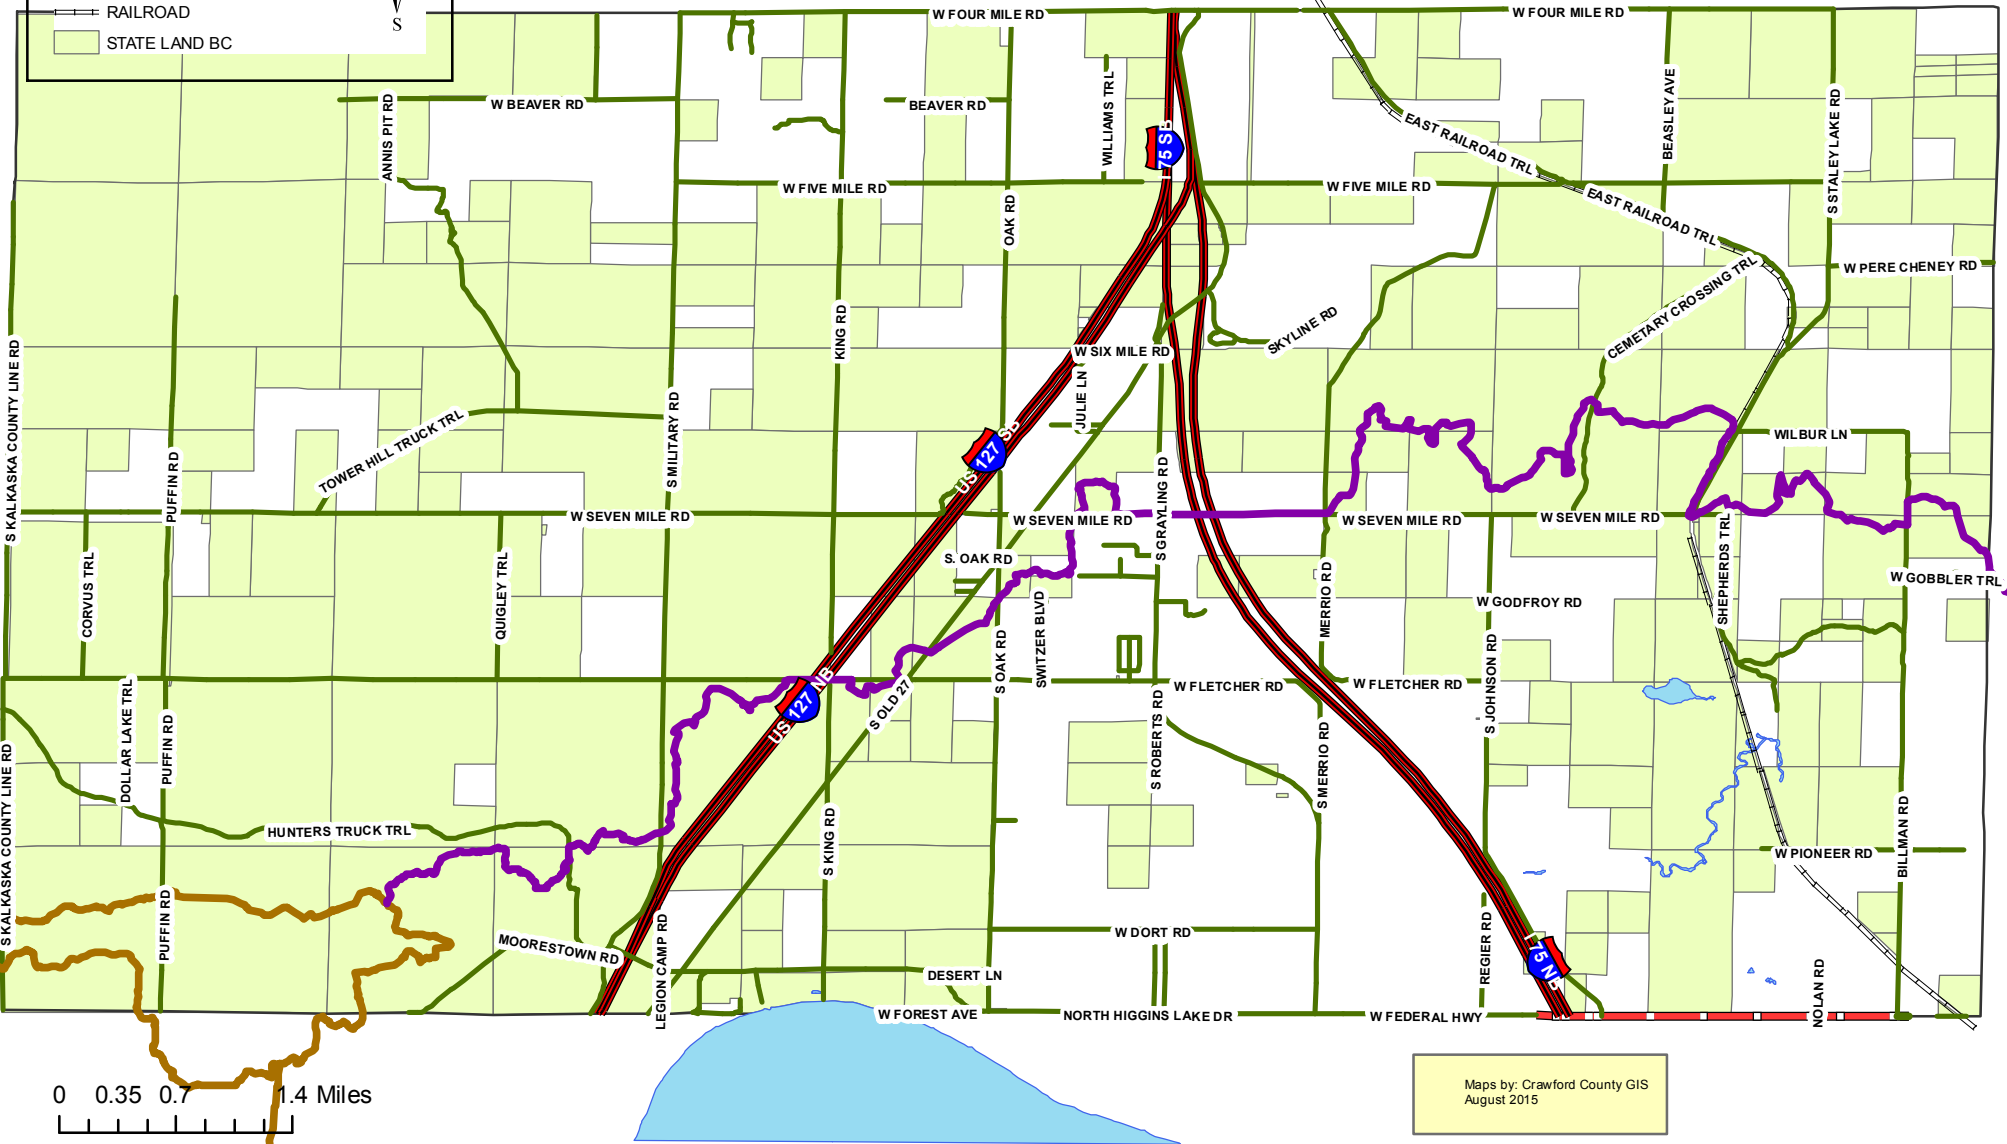 RAILROAD
S
STATE LAND BC
W FOUR MILE RD
W FOUR MILE RD
ANNIS PIT RD
W BEAVER RD
BEAVER RD
WILLIAMS TRL
I 75 SB
EAST RAILROAD TRL
BEASLEY AVE
S STALEY LAKE RD
W FIVE MILE RD
W FIVE MILE RD
OAK RD
EAST RAILROAD TRL
W PERE CHENEY RD
CEMETARY CROSSING TRL
KING RD
SKYLINE RD
W SIX MILE RD
JULIE LN
S KALKASKA COUNTY LINE RD
PUFFIN RD
TOWER HILL TRUCK TRL
S MILITARY RD
US 127 SB
WILBUR LN
S GRAYLING RD
W SEVEN MILE RD
W SEVEN MILE RD
W SEVEN MILE RD
W SEVEN MILE RD
CORVUS TRL
QUIGLEY TRL
S. OAK RD
SHEPHERDS TRL
W GOBBLER TRL
SWITZER BLVD
MERRIO RD
W GODFROY RD
S OAK RD
S JOHNSON RD
W FLETCHER RD
W FLETCHER RD
US 127 NB
S OLD 27
DOLLAR LAKE TRL
PUFFIN RD
S ROBERTS RD
S MERRIO RD
S KALKASKA COUNTY LINE RD
HUNTERS TRUCK TRL
S KING RD
BILLMAN RD
W PIONEER RD
PUFFIN RD
MOORESTOWN RD
LEGION CAMP RD
W DORT RD
REGIER RD
I 75 NB
DESERT LN
NOLAN RD
W FOREST AVE
NORTH HIGGINS LAKE DR
W FEDERAL HWY
0 0.35 0.7 1.4 Miles
Maps by: Crawford County GIS
August 2015